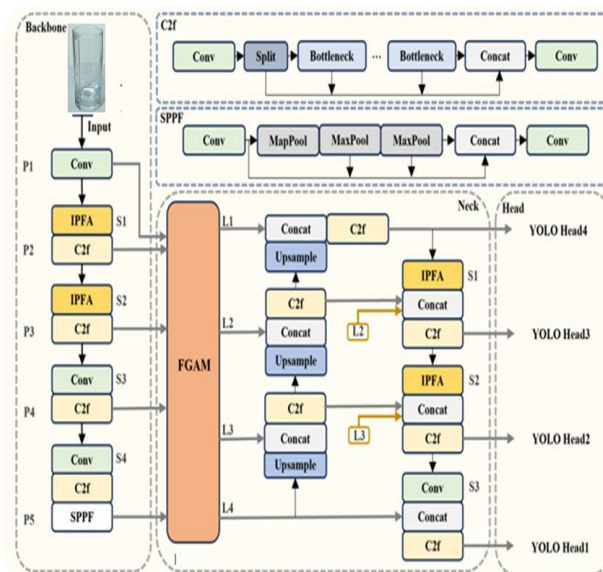 Backbone
Input
P1
Conv
IPFA
S1
P2
C2f
IPFA
S2
P3
C2f
Conv
S3
P4
C2f
Conv
S4
C2f
P5
SPPF
C2f
Conv
Split
Bottleneck
...
Bottleneck
Concat
Conv
SPPF
Conv
MapPool
MaxPool
MaxPool
Concat
Conv
Neck
FGAM
L1
L2
L3
L4
Concat
C2f
Upsample
C2f
Concat
Upsample
C2f
Concat
Upsample
IPFA
S1
Concat
L2
C2f
IPFA
S2
Concat
L3
C2f
Conv
S3
Concat
C2f
Head
YOLO Head4
YOLO Head3
YOLO Head2
YOLO Head1